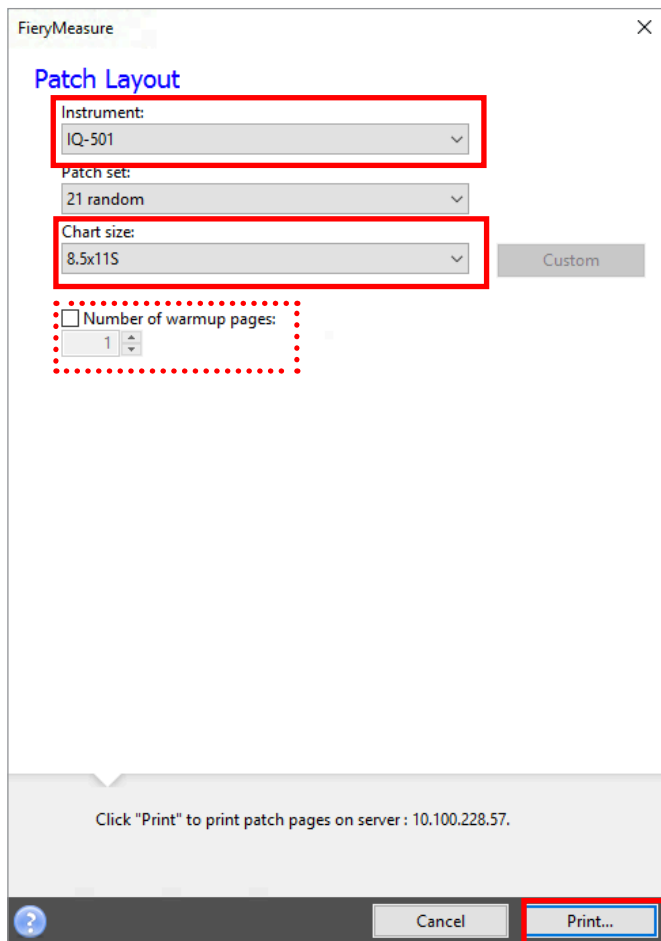 FieryMeasure
Patch Layout
Instrument:
IQ-501
Patch set:
21 random
Chart size:
8.5x11S
Custom
Number of warmup pages:
1
Click "Print" to print patch pages on server : 10.100.228.57.
?
Cancel
Print...